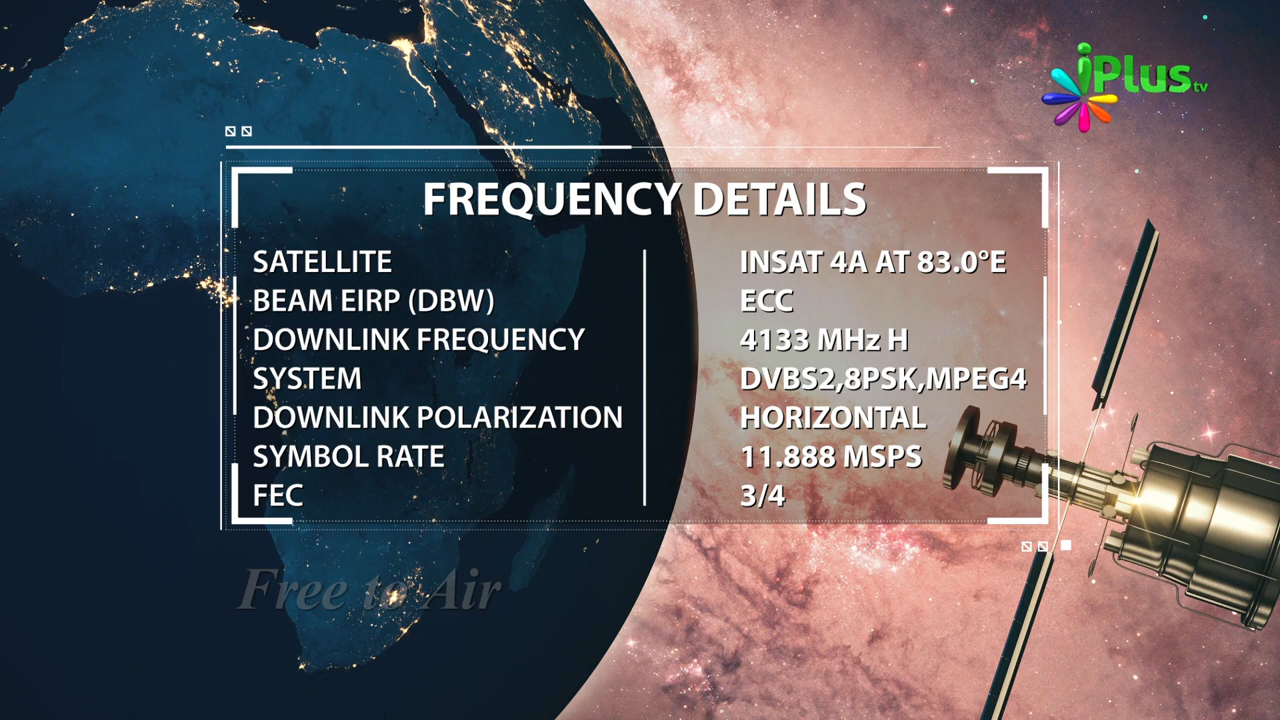 iPlus tv
FREQUENCY DETAILS
SATELLITE INSAT 4A AT 83.0°E
BEAM EIRP (DBW) ECC
DOWNLINK FREQUENCY 4133 MHz H
SYSTEM DVBS2,8PSK,MPEG4
DOWNLINK POLARIZATION HORIZONTAL
SYMBOL RATE 11.888 MSPS
FEC 3/4
Free to Air